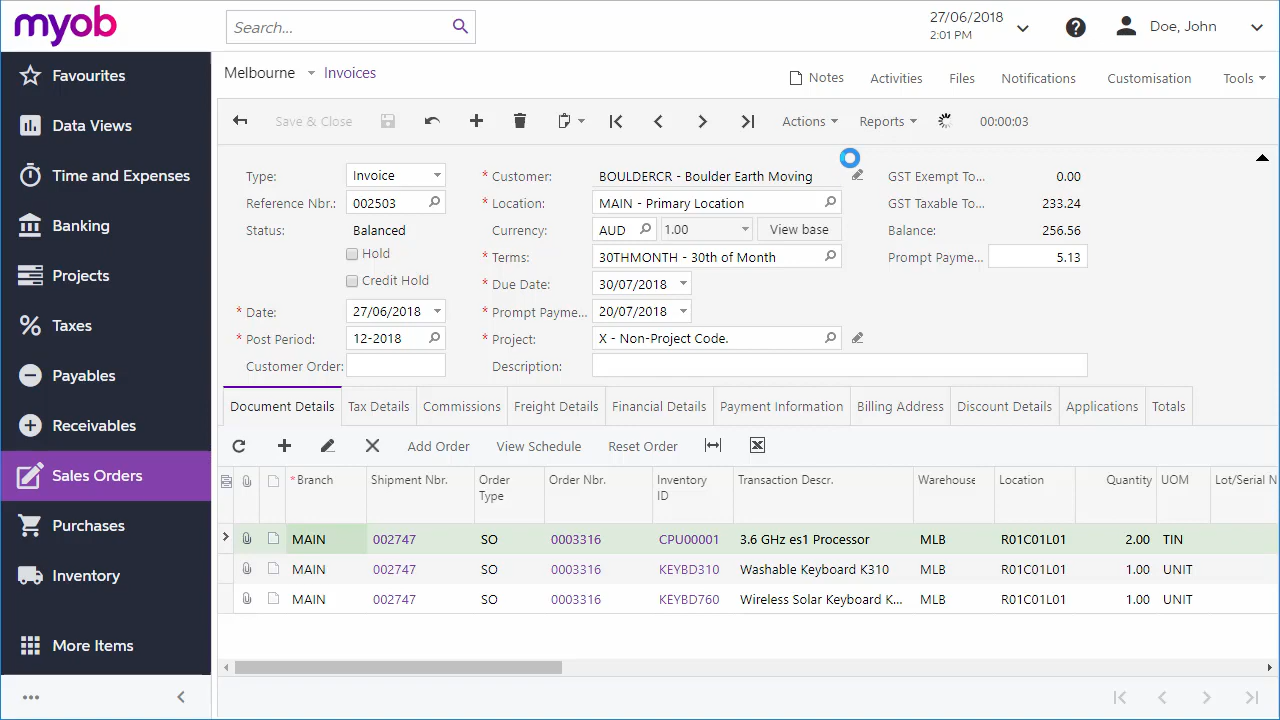 myob
Search...
27/06/2018
2:01 PM
Doe, John
Favourites
Data Views
Time and Expenses
Banking
Projects
Taxes
Payables
Receivables
Sales Orders
Purchases
Inventory
More Items
Melbourne Invoices
Notes Activities Files Notifications Customisation Tools
Save & Close Actions Reports 00:00:03
Type: Invoice
Reference Nbr.: 002503
Status: Balanced
Hold
Credit Hold
* Date: 27/06/2018
* Post Period: 12-2018
Customer Order:
* Customer: BOULDERCR - Boulder Earth Moving
* Location: MAIN - Primary Location
Currency: AUD 1.00 View base
* Terms: 30THMONTH - 30th of Month
* Due Date: 30/07/2018
* Prompt Payme... 20/07/2018
* Project: X - Non-Project Code.
Description:
GST Exempt To... 0.00
GST Taxable To... 233.24
Balance: 256.56
Prompt Payme... 5.13
Document Details Tax Details Commissions Freight Details Financial Details Payment Information Billing Address Discount Details Applications Totals
Add Order View Schedule Reset Order
* Branch Shipment Nbr. Order Type Order Nbr. Inventory ID Transaction Descr. Warehouse Location Quantity UOM Lot/Serial N
MAIN 002747 SO 0003316 CPU00001 3.6 GHz es1 Processor MLB R01C01L01 2.00 TIN
MAIN 002747 SO 0003316 KEYBD310 Washable Keyboard K310 MLB R01C01L01 1.00 UNIT
MAIN 002747 SO 0003316 KEYBD760 Wireless Solar Keyboard K... MLB R01C01L01 1.00 UNIT